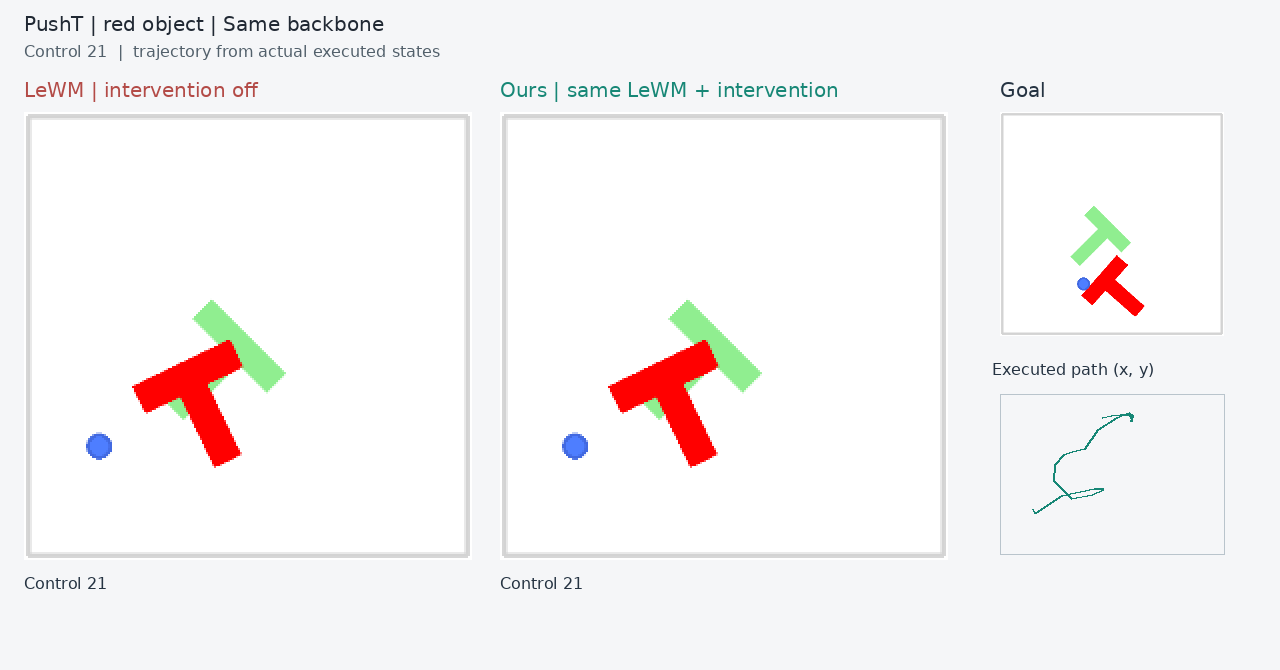 PushT | red object | Same backbone
Control 21 | trajectory from actual executed states
LeWM | intervention off
Ours | same LeWM + intervention
Goal
Executed path (x, y)
Control 21
Control 21